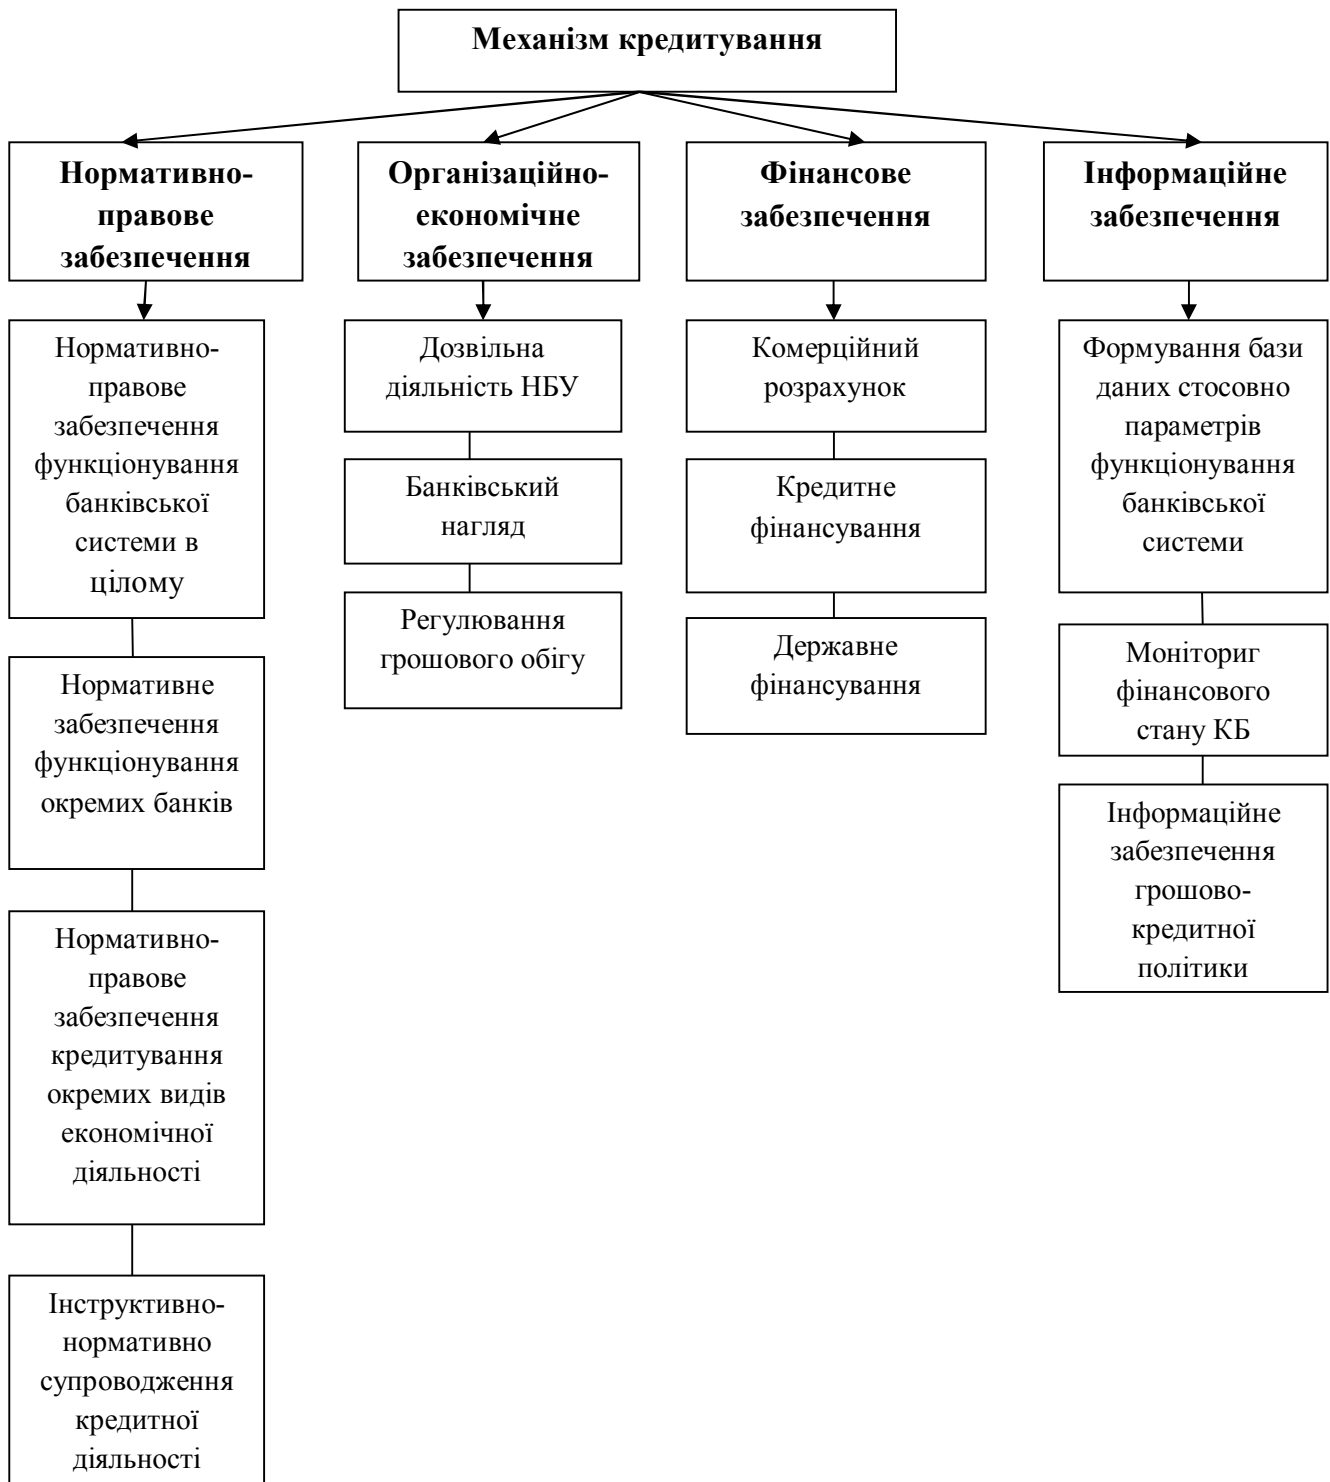 Механізм кредитування
Нормативно-
правове
забезпечення
Організаційно-
економічне
забезпечення
Фінансове
забезпечення
Інформаційне
забезпечення
Нормативно-
правове
забезпечення
функціонування
банківської
системи в
цілому
Нормативне
забезпечення
функціонування
окремих банків
Нормативно-
правове
забезпечення
кредитування
окремих видів
економічної
діяльності
Інструктивно-
нормативно
супроводження
кредитної
діяльності
Дозвільна
діяльність НБУ
Банківський
нагляд
Регулювання
грошового обігу
Комерційний
розрахунок
Кредитне
фінансування
Державне
фінансування
Формування бази
даних стосовно
параметрів
функціонування
банківської
системи
Моніториг
фінансового
стану КБ
Інформаційне
забезпечення
грошово-
кредитної
політики